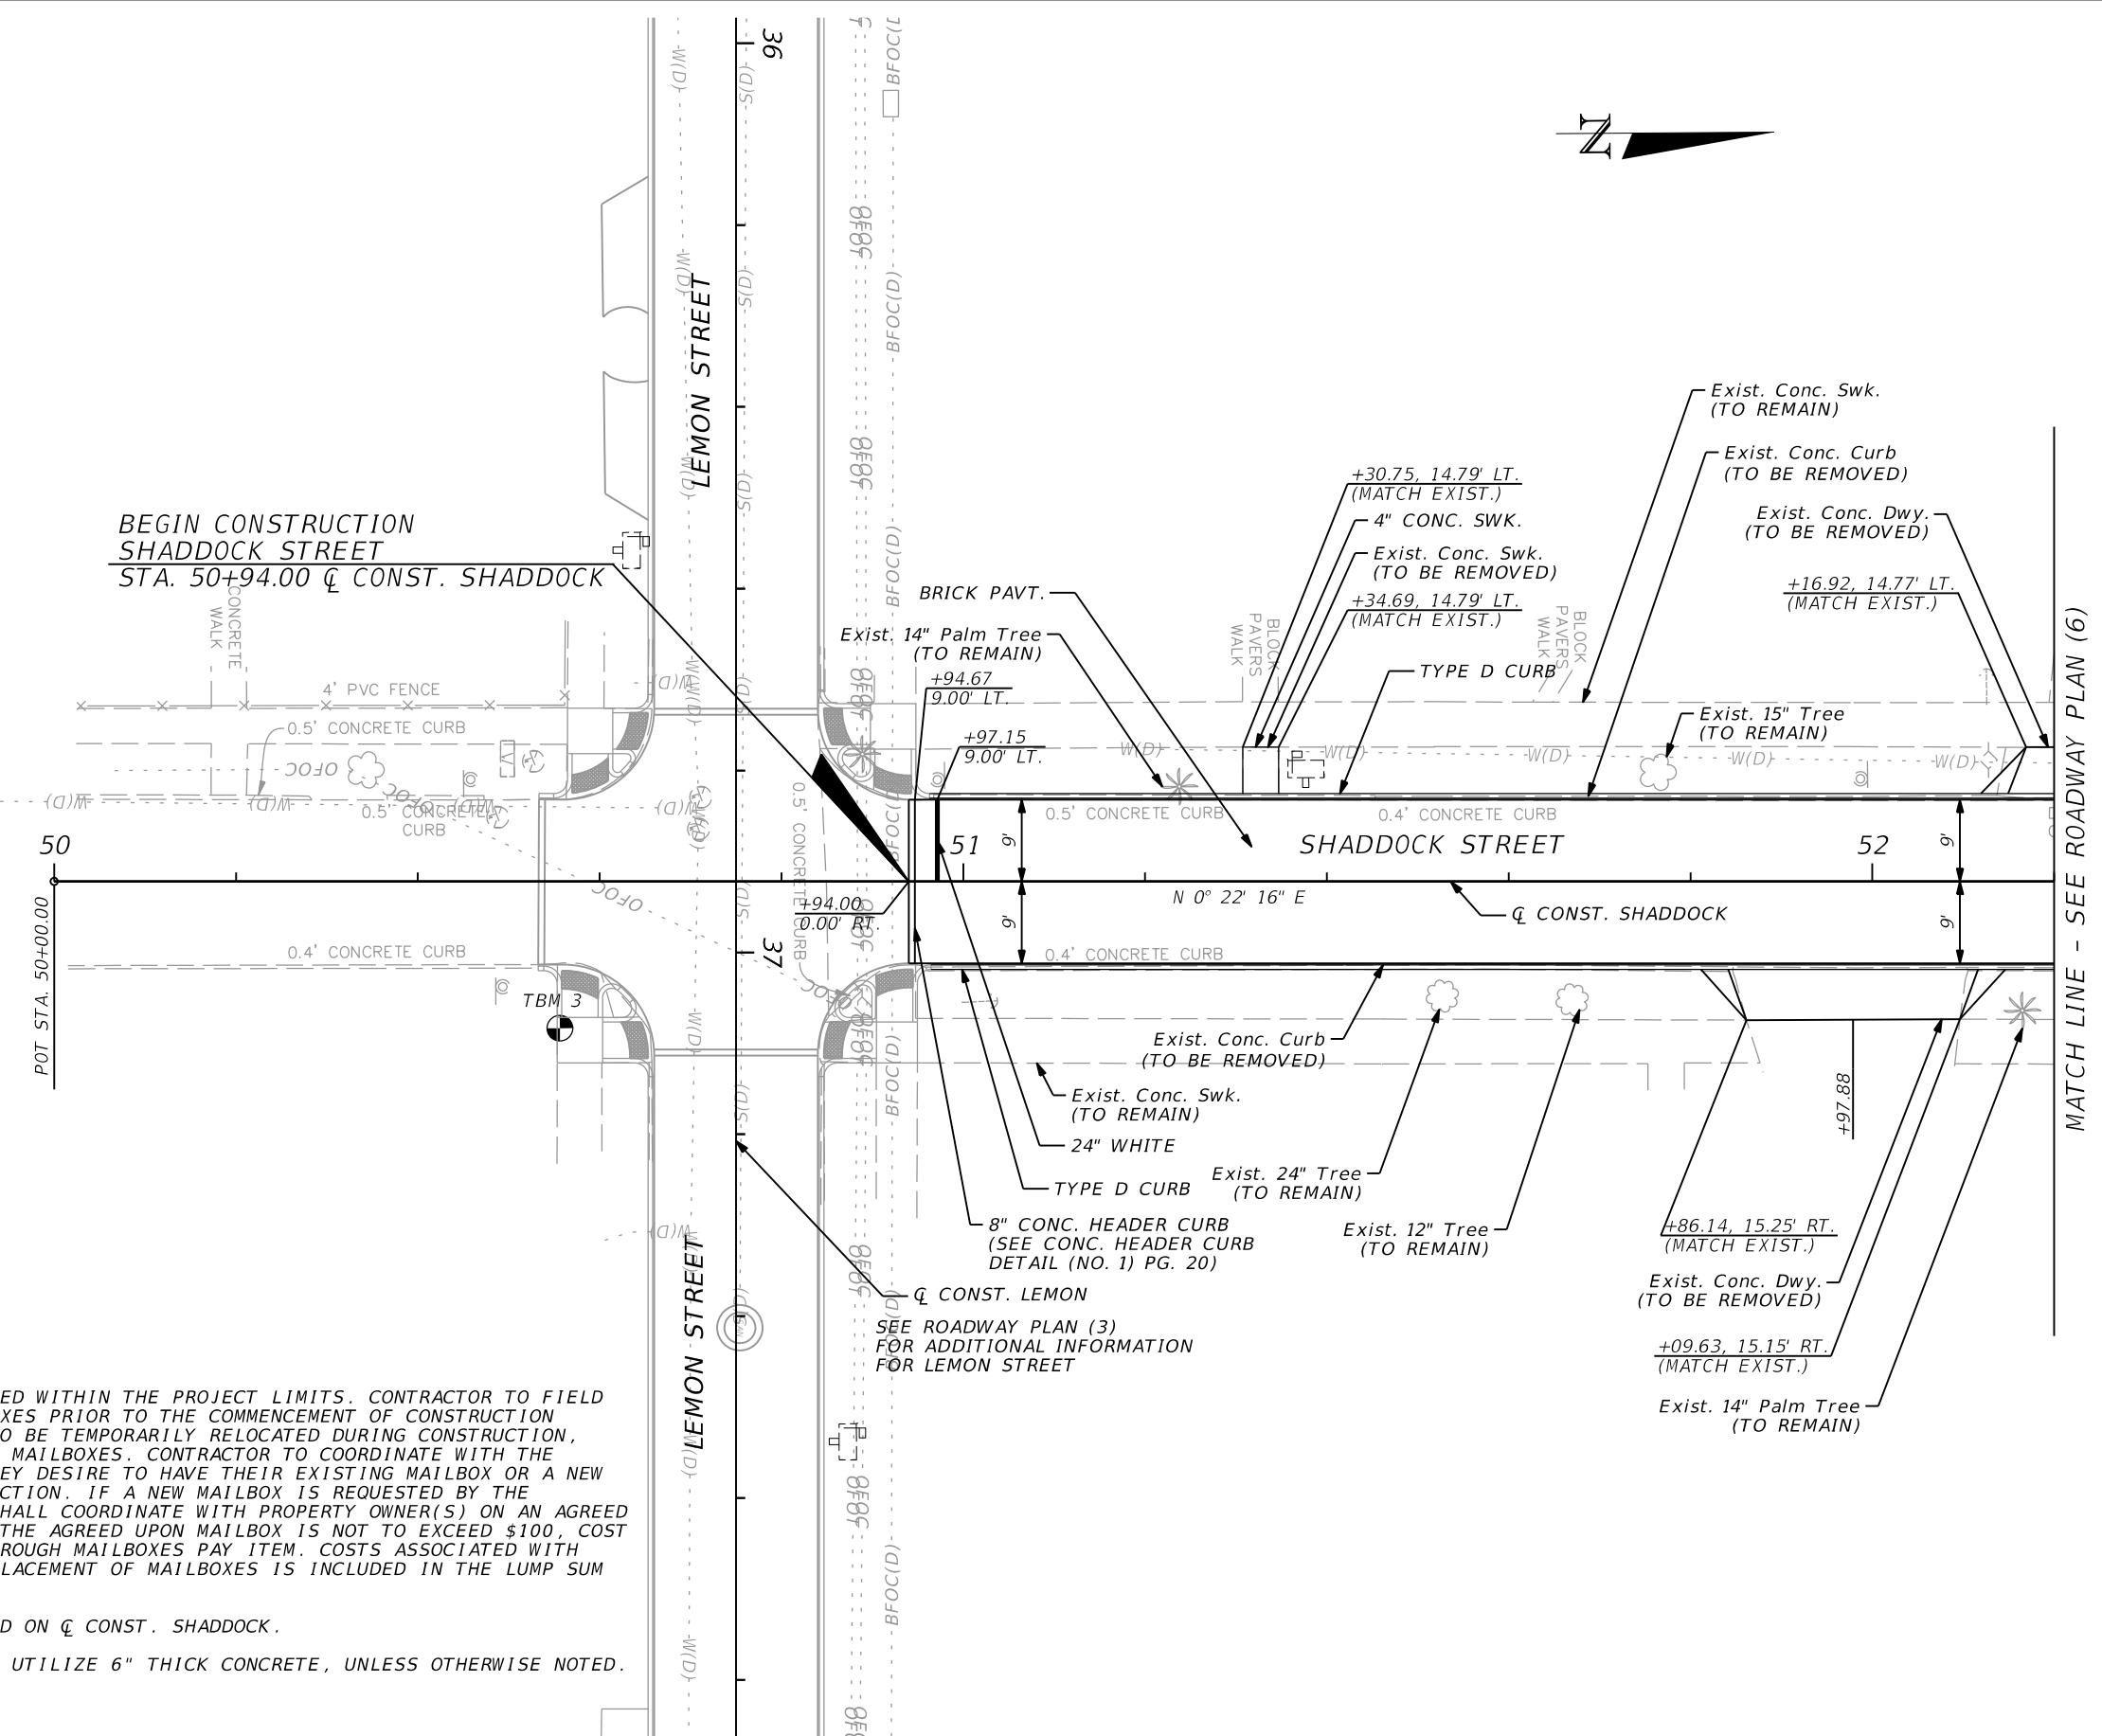 36
N
LEMON STREET
BEGIN CONSTRUCTION
SHADDOCK STREET
STA. 50+94.00 ℄ CONST. SHADDOCK
CONCRETE
WALK
4' PVC FENCE
0.5' CONCRETE CURB
OFOC
0.5' CONCRETE
CURB
50
POT STA. 50+00.00
0.4' CONCRETE CURB
TBM 3
W(D)
S(D)
OFOC
OFOT
BFOC(D)
0.5' CONCRETE CURB
+94.00
0.00' RT.
37
BRICK PAVT.
Exist. 14" Palm Tree
(TO REMAIN)
+94.67
9.00' LT.
+97.15
9.00' LT.
+30.75, 14.79' LT.
(MATCH EXIST.)
4" CONC. SWK.
Exist. Conc. Swk.
(TO BE REMOVED)
+34.69, 14.79' LT.
(MATCH EXIST.)
BLOCK
PAVERS
WALK
TYPE D CURB
BLOCK
PAVERS
WALK
Exist. Conc. Swk.
(TO REMAIN)
Exist. Conc. Curb
(TO BE REMOVED)
Exist. Conc. Dwy.
(TO BE REMOVED)
+16.92, 14.77' LT.
(MATCH EXIST.)
Exist. 15" Tree
(TO REMAIN)
W(D)
0.5' CONCRETE CURB
0.4' CONCRETE CURB
51
9'
SHADDOCK STREET
52
9'
N 0° 22' 16" E
℄ CONST. SHADDOCK
9'
9'
0.4' CONCRETE CURB
MATCH LINE - SEE ROADWAY PLAN (6)
Exist. Conc. Curb
(TO BE REMOVED)
Exist. Conc. Swk.
(TO REMAIN)
24" WHITE
TYPE D CURB
8" CONC. HEADER CURB
(SEE CONC. HEADER CURB
DETAIL (NO. 1) PG. 20)
Exist. 24" Tree
(TO REMAIN)
Exist. 12" Tree
(TO REMAIN)
+97.88
+86.14, 15.25' RT.
(MATCH EXIST.)
Exist. Conc. Dwy.
(TO BE REMOVED)
+09.63, 15.15' RT.
(MATCH EXIST.)
Exist. 14" Palm Tree
(TO REMAIN)
℄ CONST. LEMON
SEE ROADWAY PLAN (3)
FOR ADDITIONAL INFORMATION
FOR LEMON STREET
LEMON STREET
ED WITHIN THE PROJECT LIMITS. CONTRACTOR TO FIELD
XES PRIOR TO THE COMMENCEMENT OF CONSTRUCTION
O BE TEMPORARILY RELOCATED DURING CONSTRUCTION,
MAILBOXES. CONTRACTOR TO COORDINATE WITH THE
EY DESIRE TO HAVE THEIR EXISTING MAILBOX OR A NEW
CTION. IF A NEW MAILBOX IS REQUESTED BY THE
HALL COORDINATE WITH PROPERTY OWNER(S) ON AN AGREED
THE AGREED UPON MAILBOX IS NOT TO EXCEED $100, COST
ROUGH MAILBOXES PAY ITEM. COSTS ASSOCIATED WITH
LACEMENT OF MAILBOXES IS INCLUDED IN THE LUMP SUM
D ON ℄ CONST. SHADDOCK.
UTILIZE 6" THICK CONCRETE, UNLESS OTHERWISE NOTED.